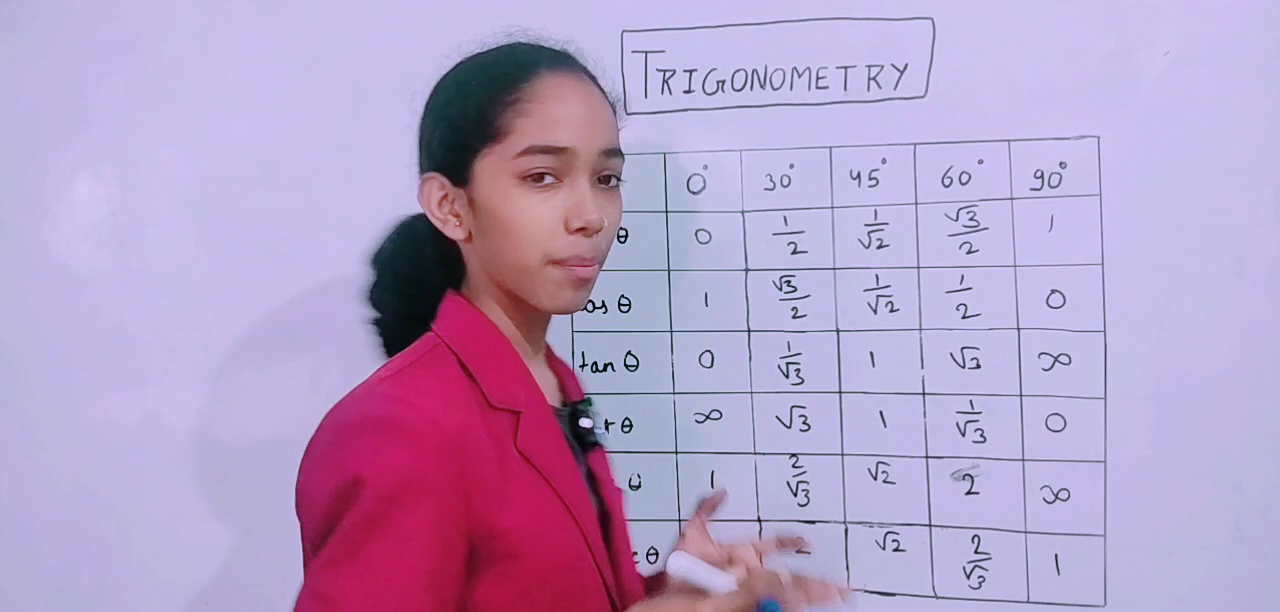 TRIGONOMETRY
0° 30° 45° 60° 90°
θ 0 1/2 1/√2 √3/2 1
os θ 1 √3/2 1/√2 1/2 0
tan θ 0 1/√3 1 √3 ∞
θ ∞ √3 1 1/√3 0
θ 1 2/√3 √2 2 ∞
θ 2 √2 2/√3 1